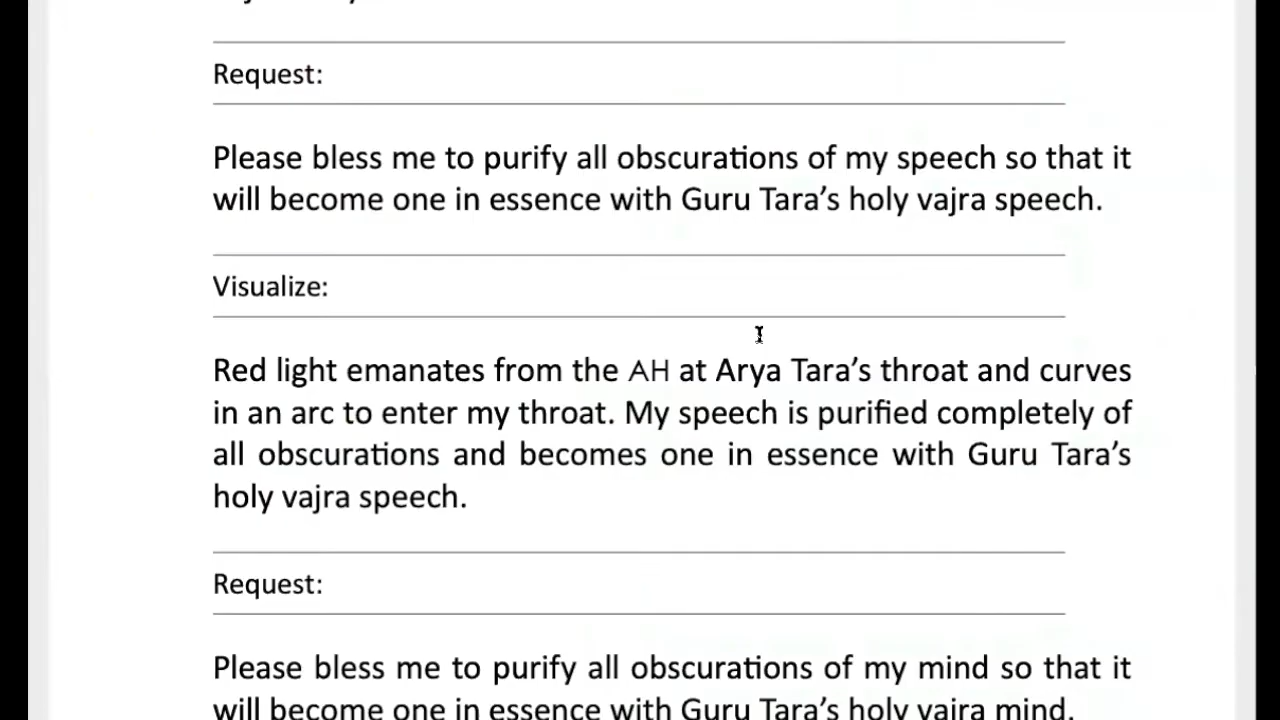 Request:
Please bless me to purify all obscurations of my speech so that it
will become one in essence with Guru Tara’s holy vajra speech.
Visualize:
Red light emanates from the AH at Arya Tara’s throat and curves
in an arc to enter my throat. My speech is purified completely of
all obscurations and becomes one in essence with Guru Tara’s
holy vajra speech.
Request:
Please bless me to purify all obscurations of my mind so that it
will become one in essence with Guru Tara’s holy vajra mind.